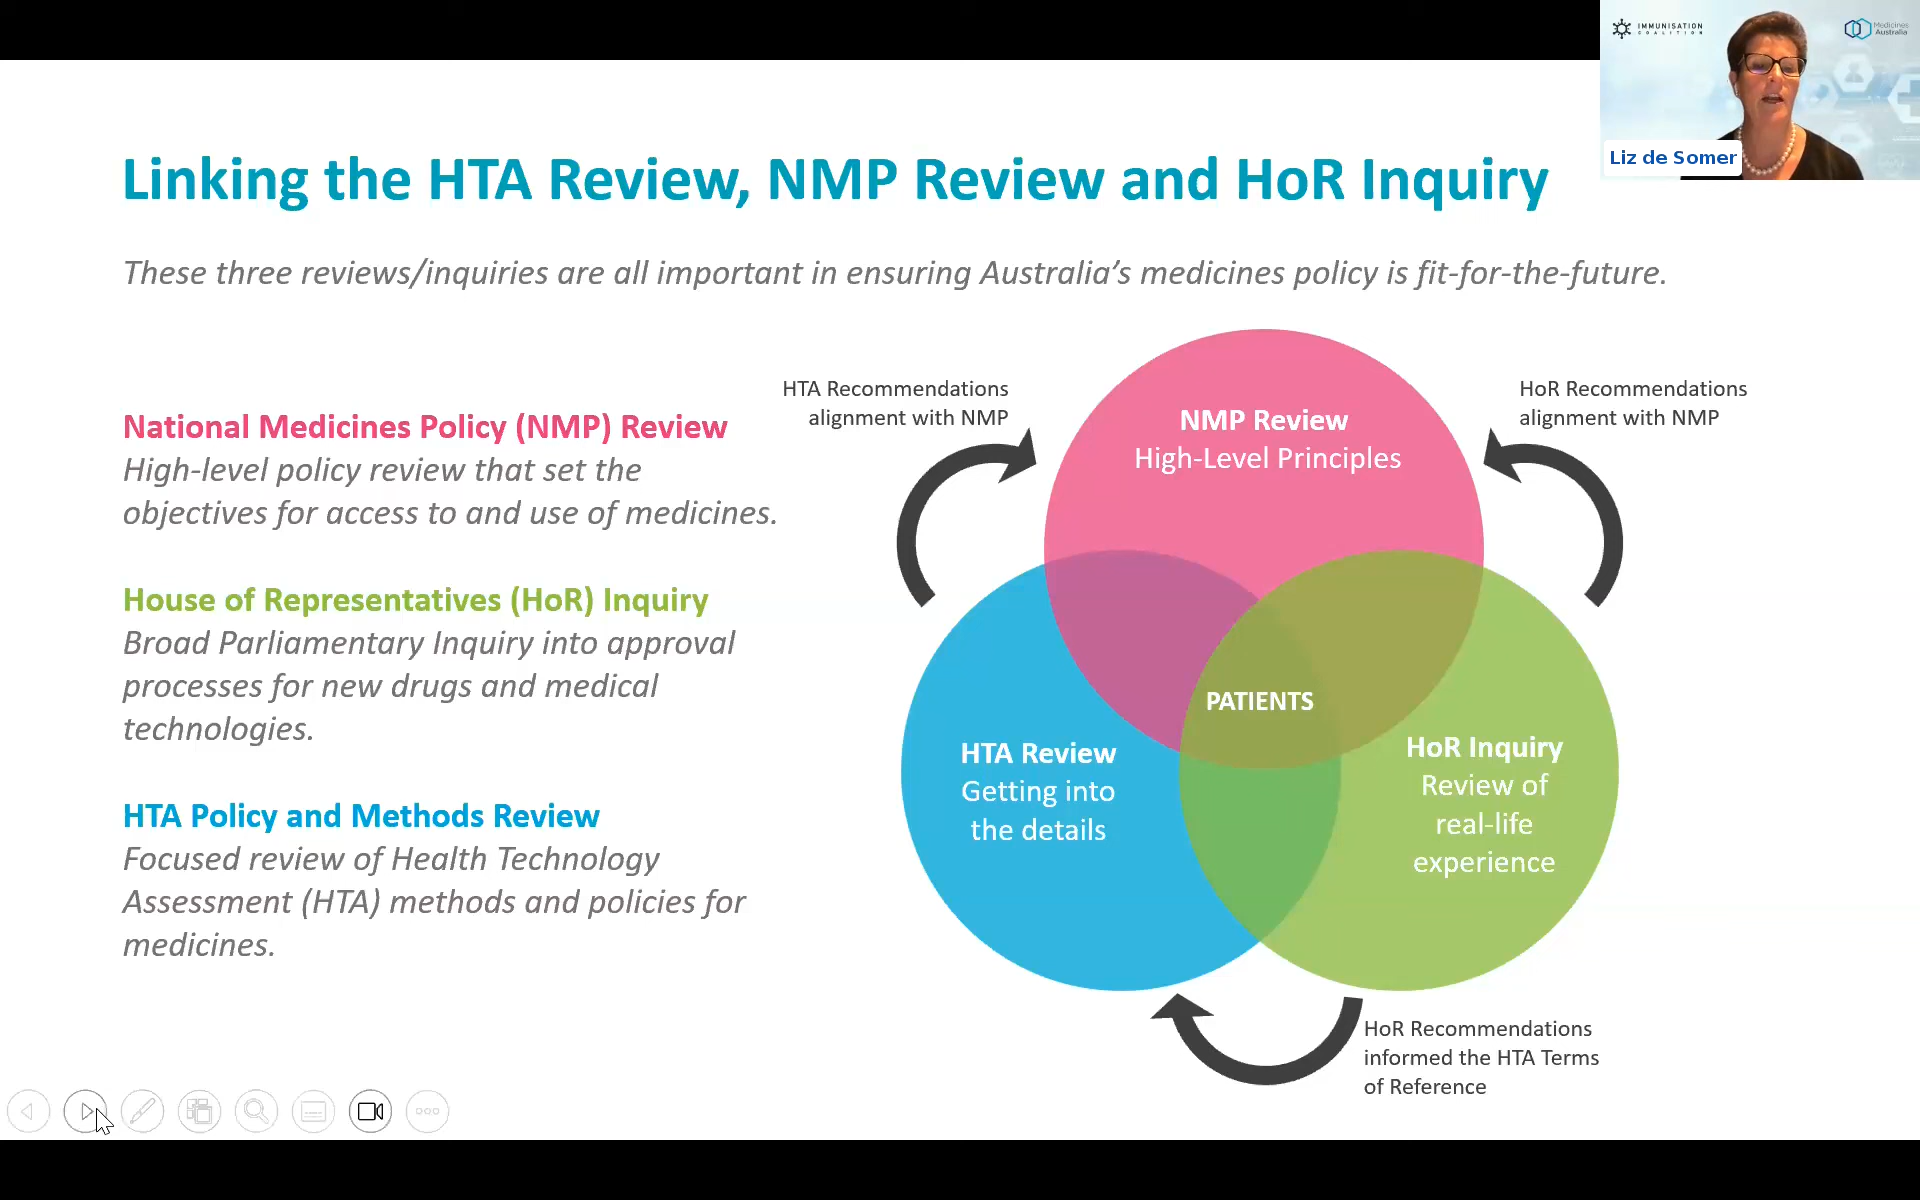 IMMUNISATION
COALITION
Medicines
Australia
Liz de Somer
Linking the HTA Review, NMP Review and HoR Inquiry
These three reviews/inquiries are all important in ensuring Australia’s medicines policy is fit-for-the-future.
National Medicines Policy (NMP) Review
High-level policy review that set the
objectives for access to and use of medicines.
House of Representatives (HoR) Inquiry
Broad Parliamentary Inquiry into approval
processes for new drugs and medical
technologies.
HTA Policy and Methods Review
Focused review of Health Technology
Assessment (HTA) methods and policies for
medicines.
HTA Recommendations
alignment with NMP
HoR Recommendations
alignment with NMP
NMP Review
High-Level Principles
PATIENTS
HTA Review
Getting into
the details
HoR Inquiry
Review of
real-life
experience
HoR Recommendations
informed the HTA Terms
of Reference